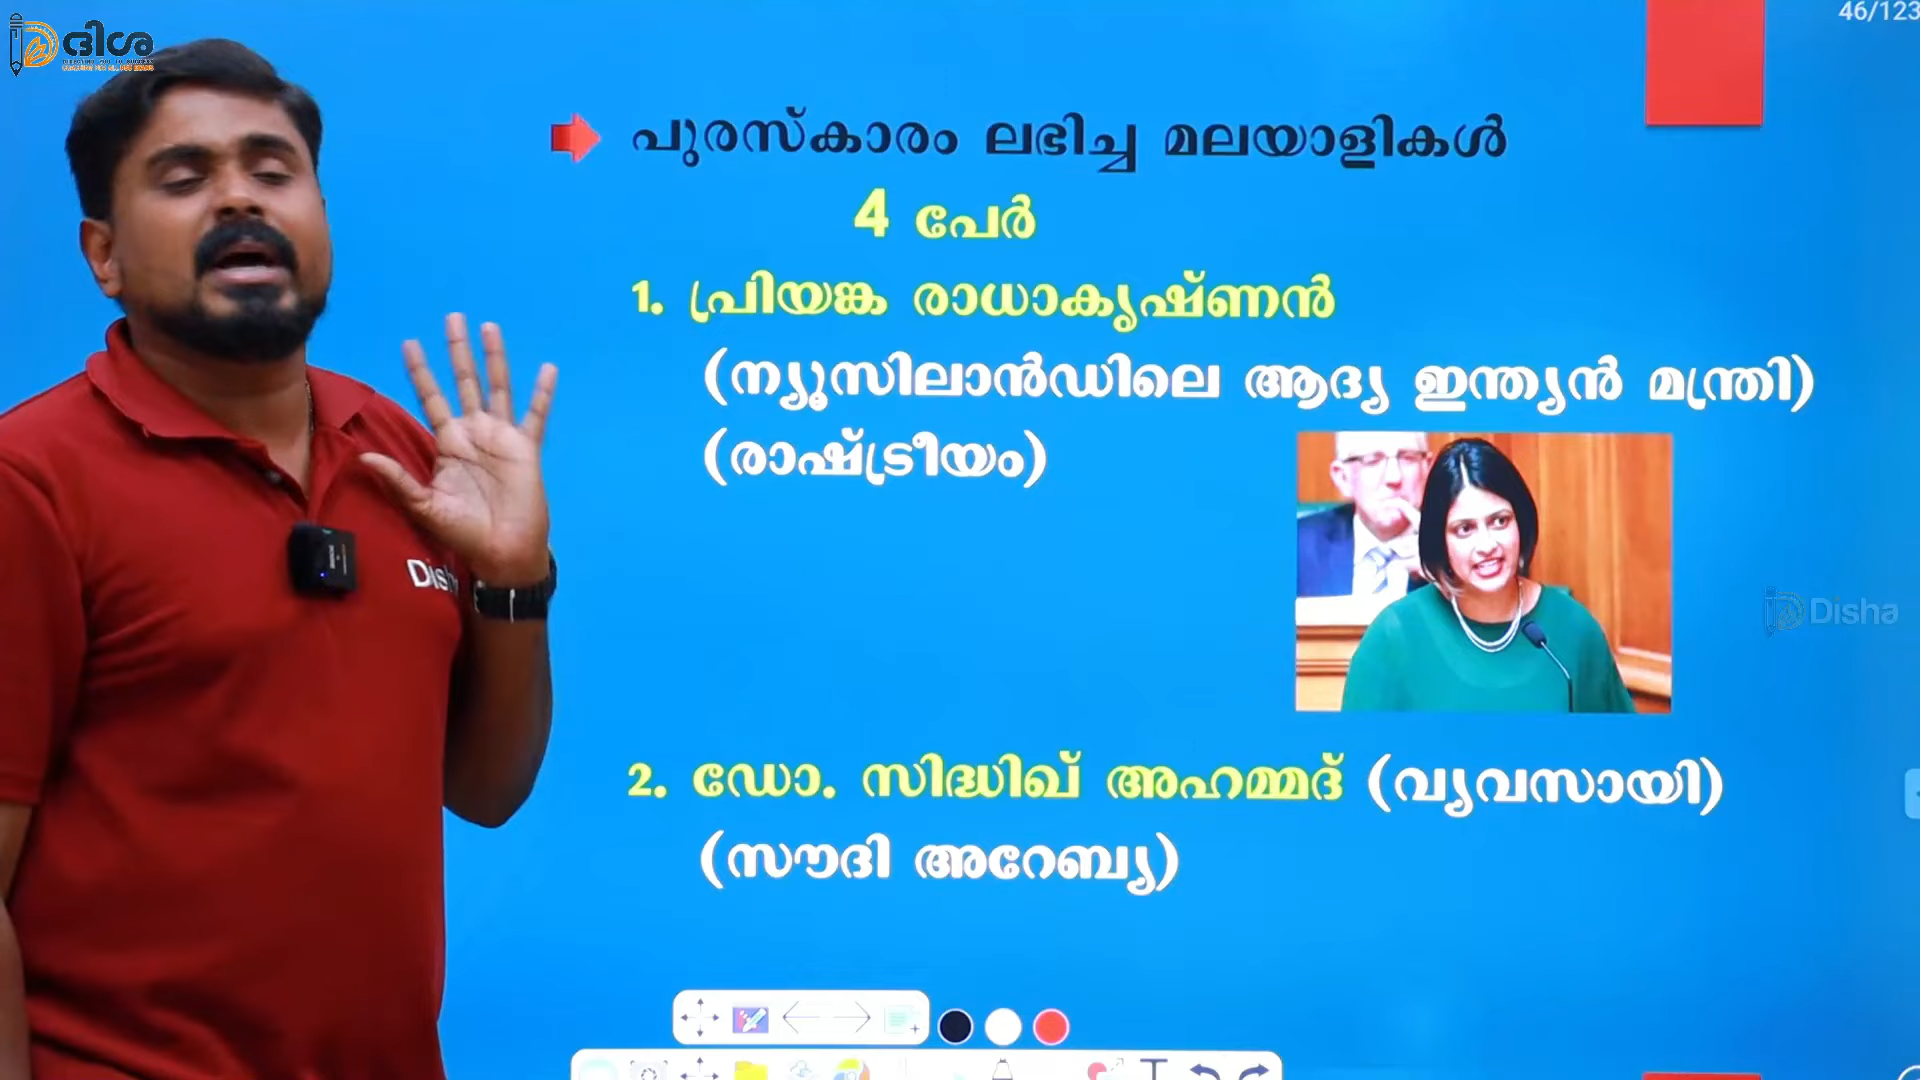 ദിശ
46/123
പുരസ്കാരം ലഭിച്ച മലയാളികൾ
4 പേർ
1. പ്രിയങ്ക രാധാകൃഷ്ണൻ
(ന്യൂസിലാൻഡിലെ ആദ്യ ഇന്ത്യൻ മന്ത്രി)
(രാഷ്ട്രീയം)
Disha
Dish
2. ഡോ. സിദ്ധിഖ് അഹമ്മദ് (വ്യവസായി)
(സൗദി അറേബ്യ)